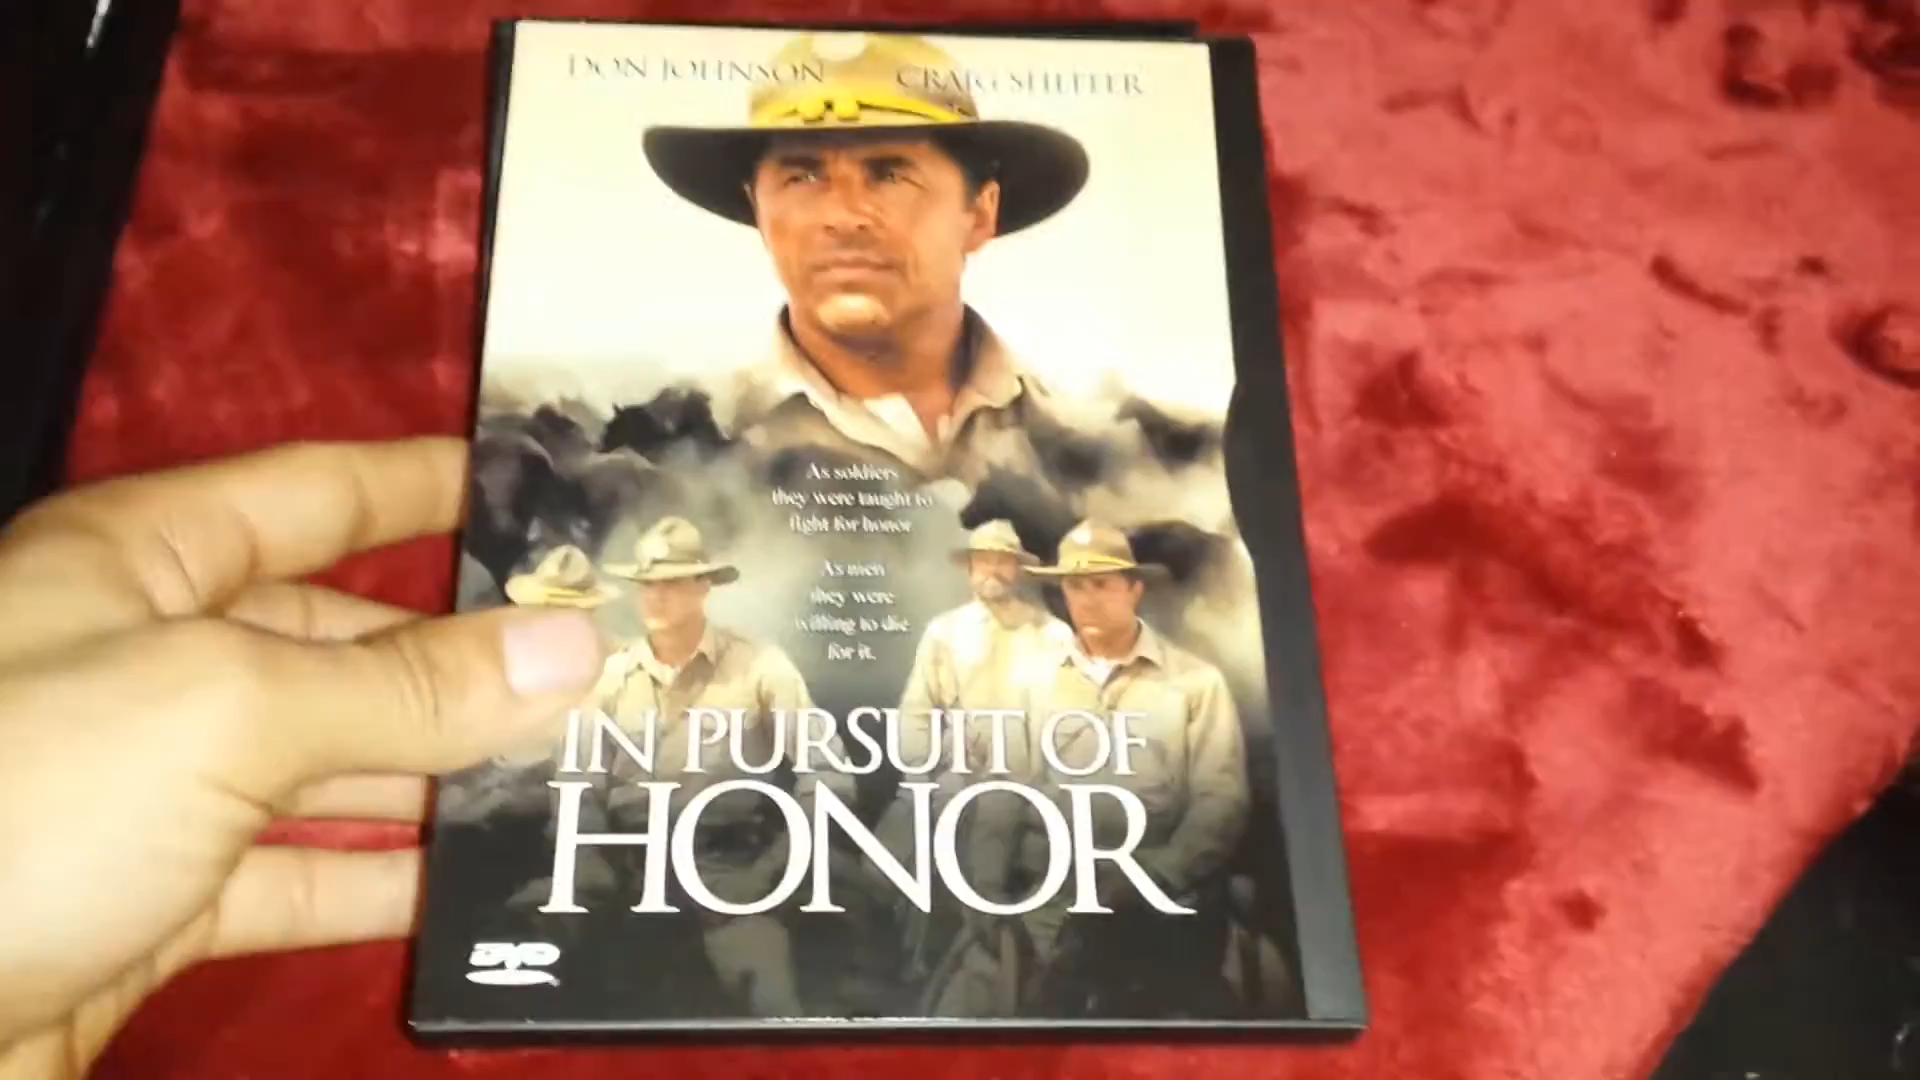 DON JOHNSON CRAIG SHEFFER
As soldiers
they were taught to
fight for honor
As men
they were
willing to die
for it.
IN PURSUIT OF
HONOR
DVD